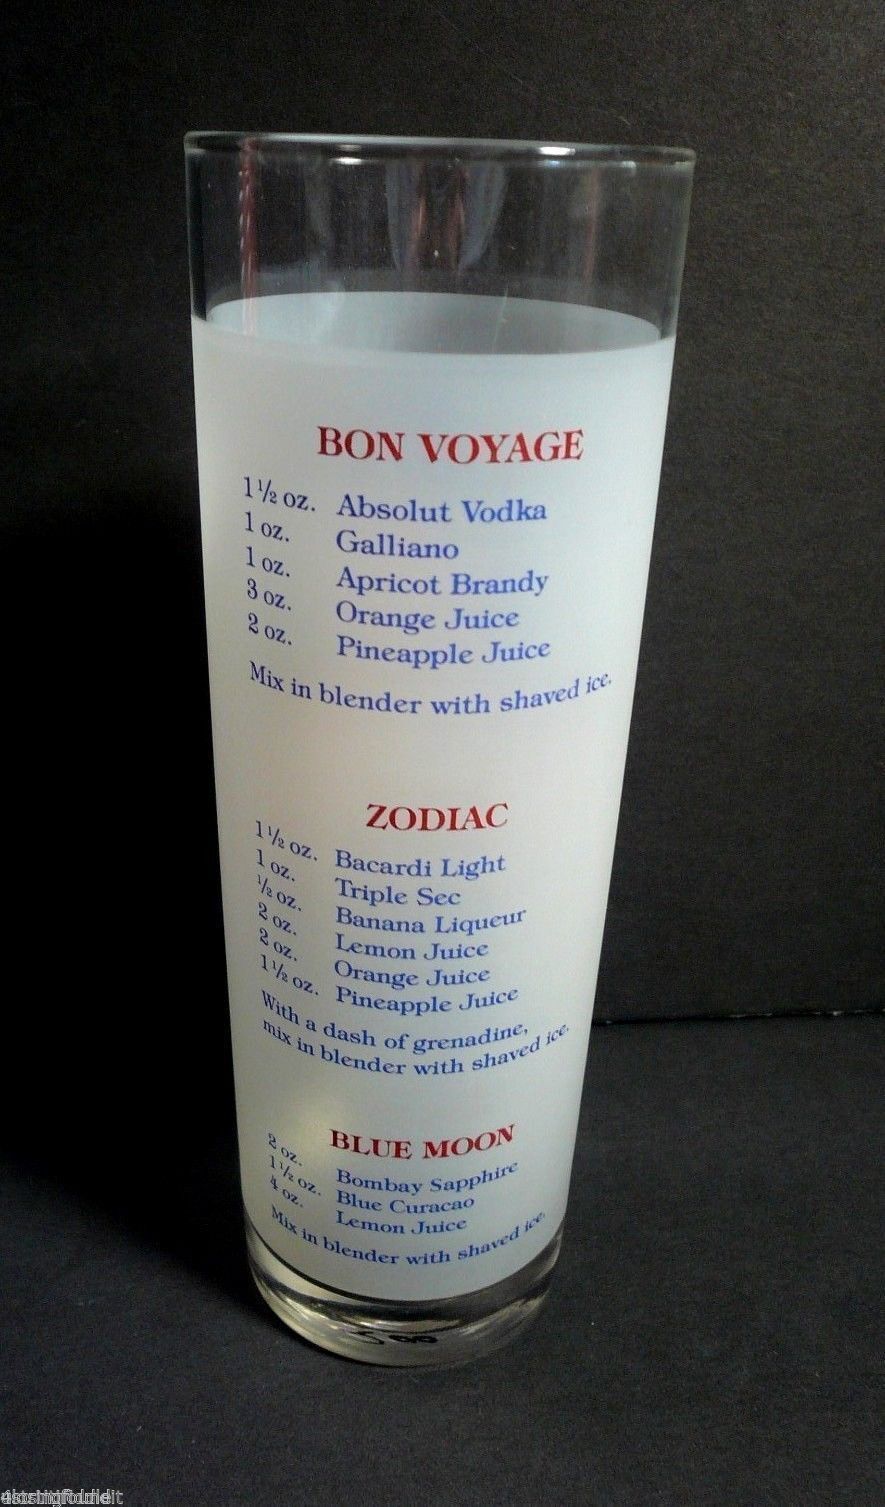 BON VOYAGE
1½ oz. Absolut Vodka
1 oz. Galliano
1 oz. Apricot Brandy
3 oz. Orange Juice
2 oz. Pineapple Juice
Mix in blender with shaved ice.
ZODIAC
1½ oz. Bacardi Light
1 oz. Triple Sec
½ oz. Banana Liqueur
2 oz. Lemon Juice
2 oz. Orange Juice
1½ oz. Pineapple Juice
With a dash of grenadine,
mix in blender with shaved ice.
BLUE MOON
2 oz. Bombay Sapphire
1½ oz. Blue Curacao
4 oz. Lemon Juice
Mix in blender with shaved ice.